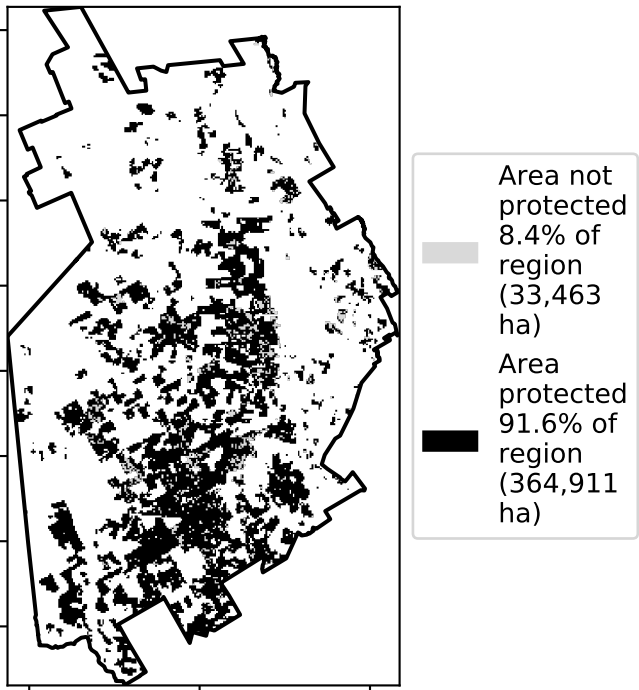 Area not
protected
8.4% of
region
(33,463
ha)
Area
protected
91.6% of
region
(364,911
ha)